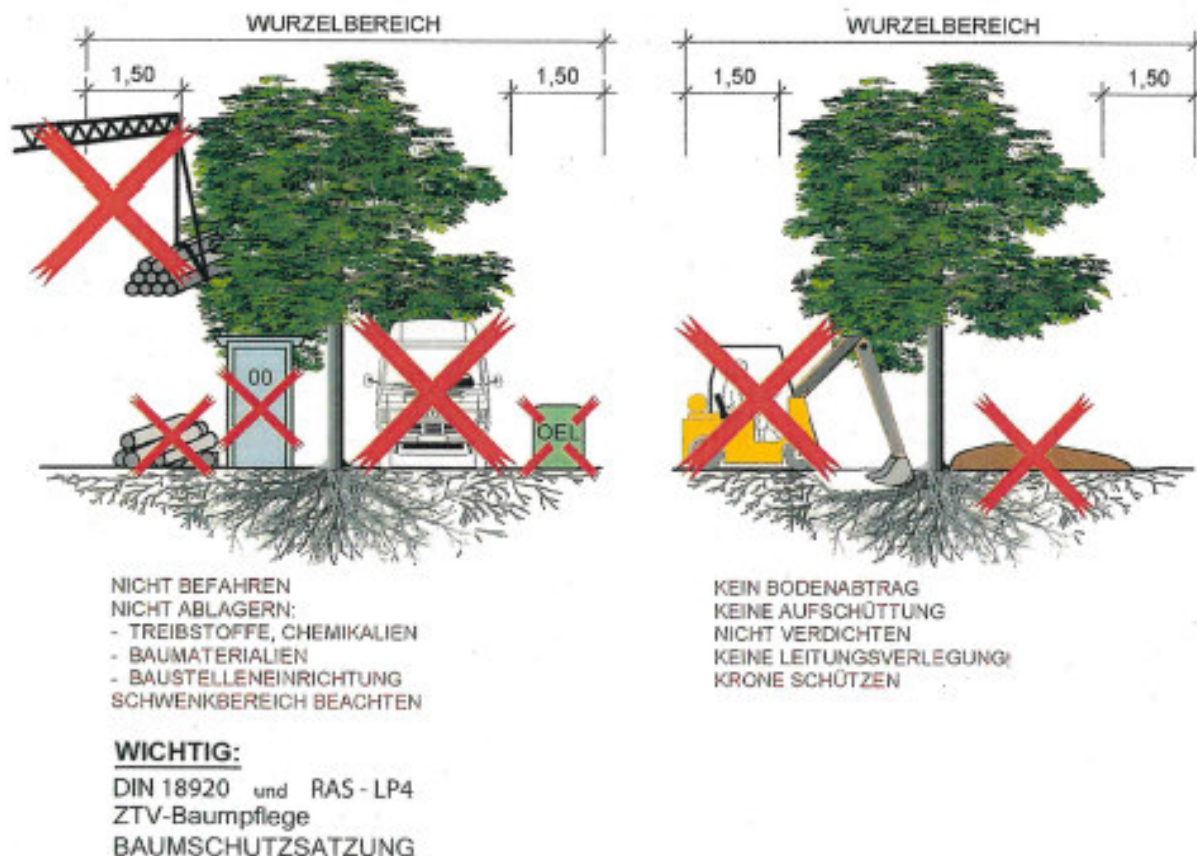 WURZELBEREICH
1,50
1,50
00
OEL
NICHT BEFAHREN
NICHT ABLAGERN:
- TREIBSTOFFE, CHEMIKALIEN
- BAUMATERIALIEN
- BAUSTELLENEINRICHTUNG
SCHWENKBEREICH BEACHTEN
WURZELBEREICH
1,50
1,50
KEIN BODENABTRAG
KEINE AUFSCHÜTTUNG
NICHT VERDICHTEN
KEINE LEITUNGSVERLEGUNG!
KRONE SCHÜTZEN
WICHTIG:
DIN 18920 und RAS - LP4
ZTV-Baumpflege
BAUMSCHUTZSATZUNG